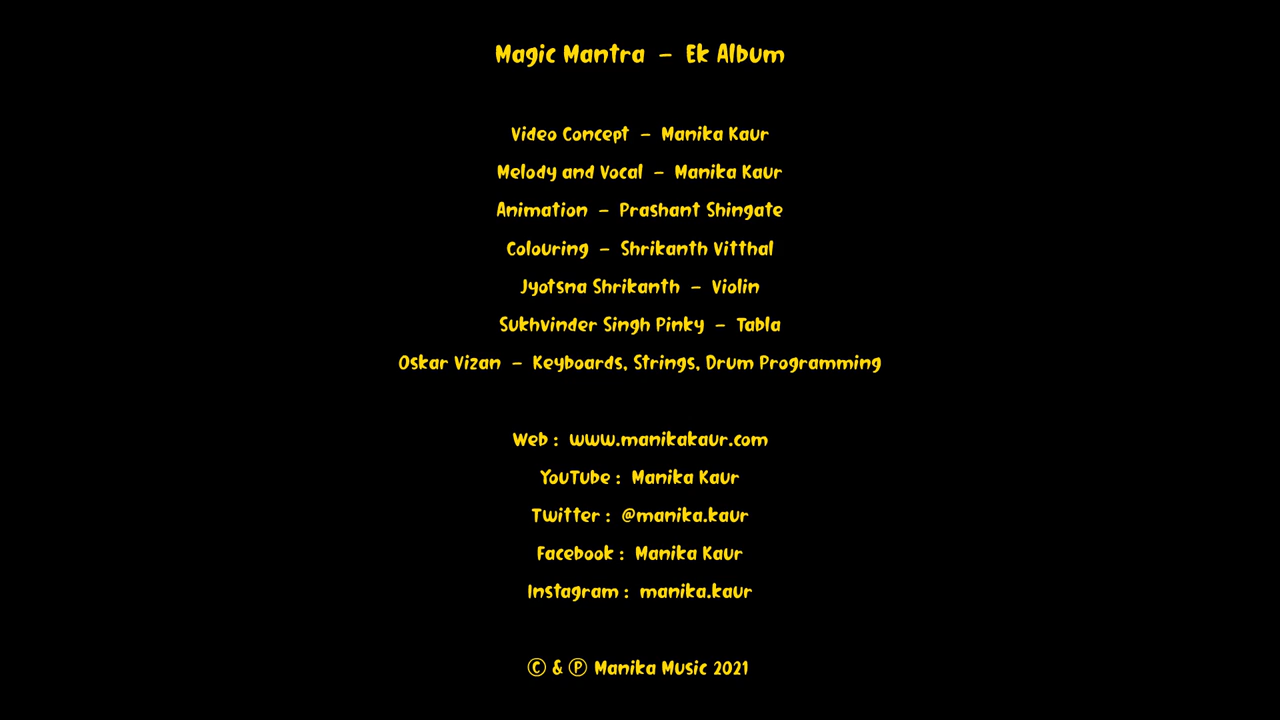 Magic Mantra – Ek Album
Video Concept – Manika Kaur
Melody and Vocal – Manika Kaur
Animation – Prashant Shingate
Colouring – Shrikanth Vitthal
Jyotsna Shrikanth – Violin
Sukhvinder Singh Pinky – Tabla
Oskar Vizan – Keyboards, Strings, Drum Programming
Web : www.manikakaur.com
YouTube : Manika Kaur
Twitter : @manika.kaur
Facebook : Manika Kaur
Instagram : manika.kaur
Ⓒ & Ⓟ Manika Music 2021